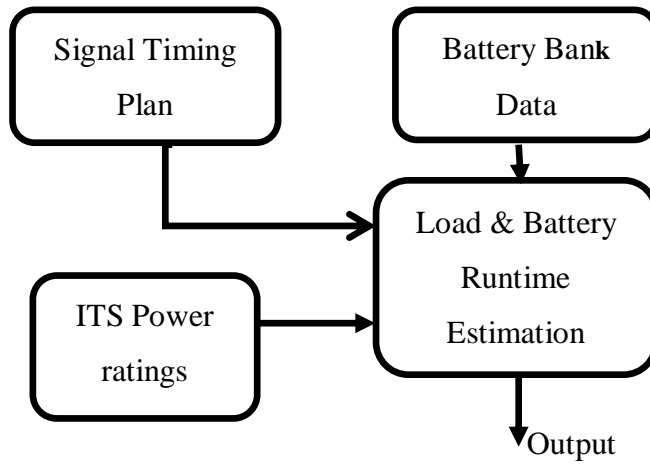 Signal Timing
Plan
Battery Bank
Data
Load & Battery
Runtime
Estimation
ITS Power
ratings
Output